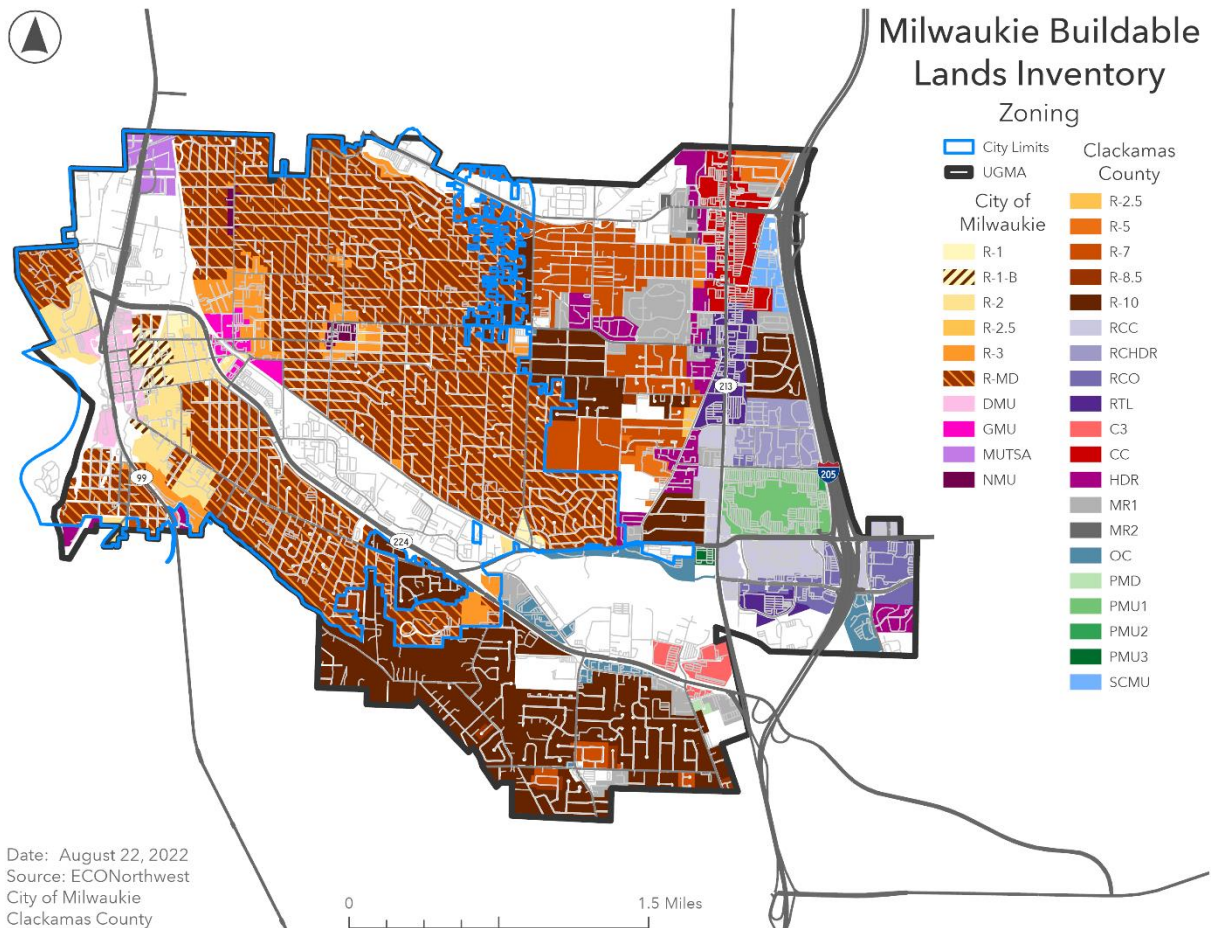 Milwaukie Buildable
Lands Inventory
Zoning
City Limits
UGMA
City of
Milwaukie
R-1
R-1-B
R-2
R-2.5
R-3
R-MD
DMU
GMU
MUTSA
NMU
Clackamas
County
R-2.5
R-5
R-7
R-8.5
R-10
RCC
RCHDR
RCO
RTL
C3
CC
HDR
MR1
MR2
OC
PMD
PMU1
PMU2
PMU3
SCMU
213
205
99
224
Date: August 22, 2022
Source: ECONorthwest
City of Milwaukie
Clackamas County
0 1.5 Miles